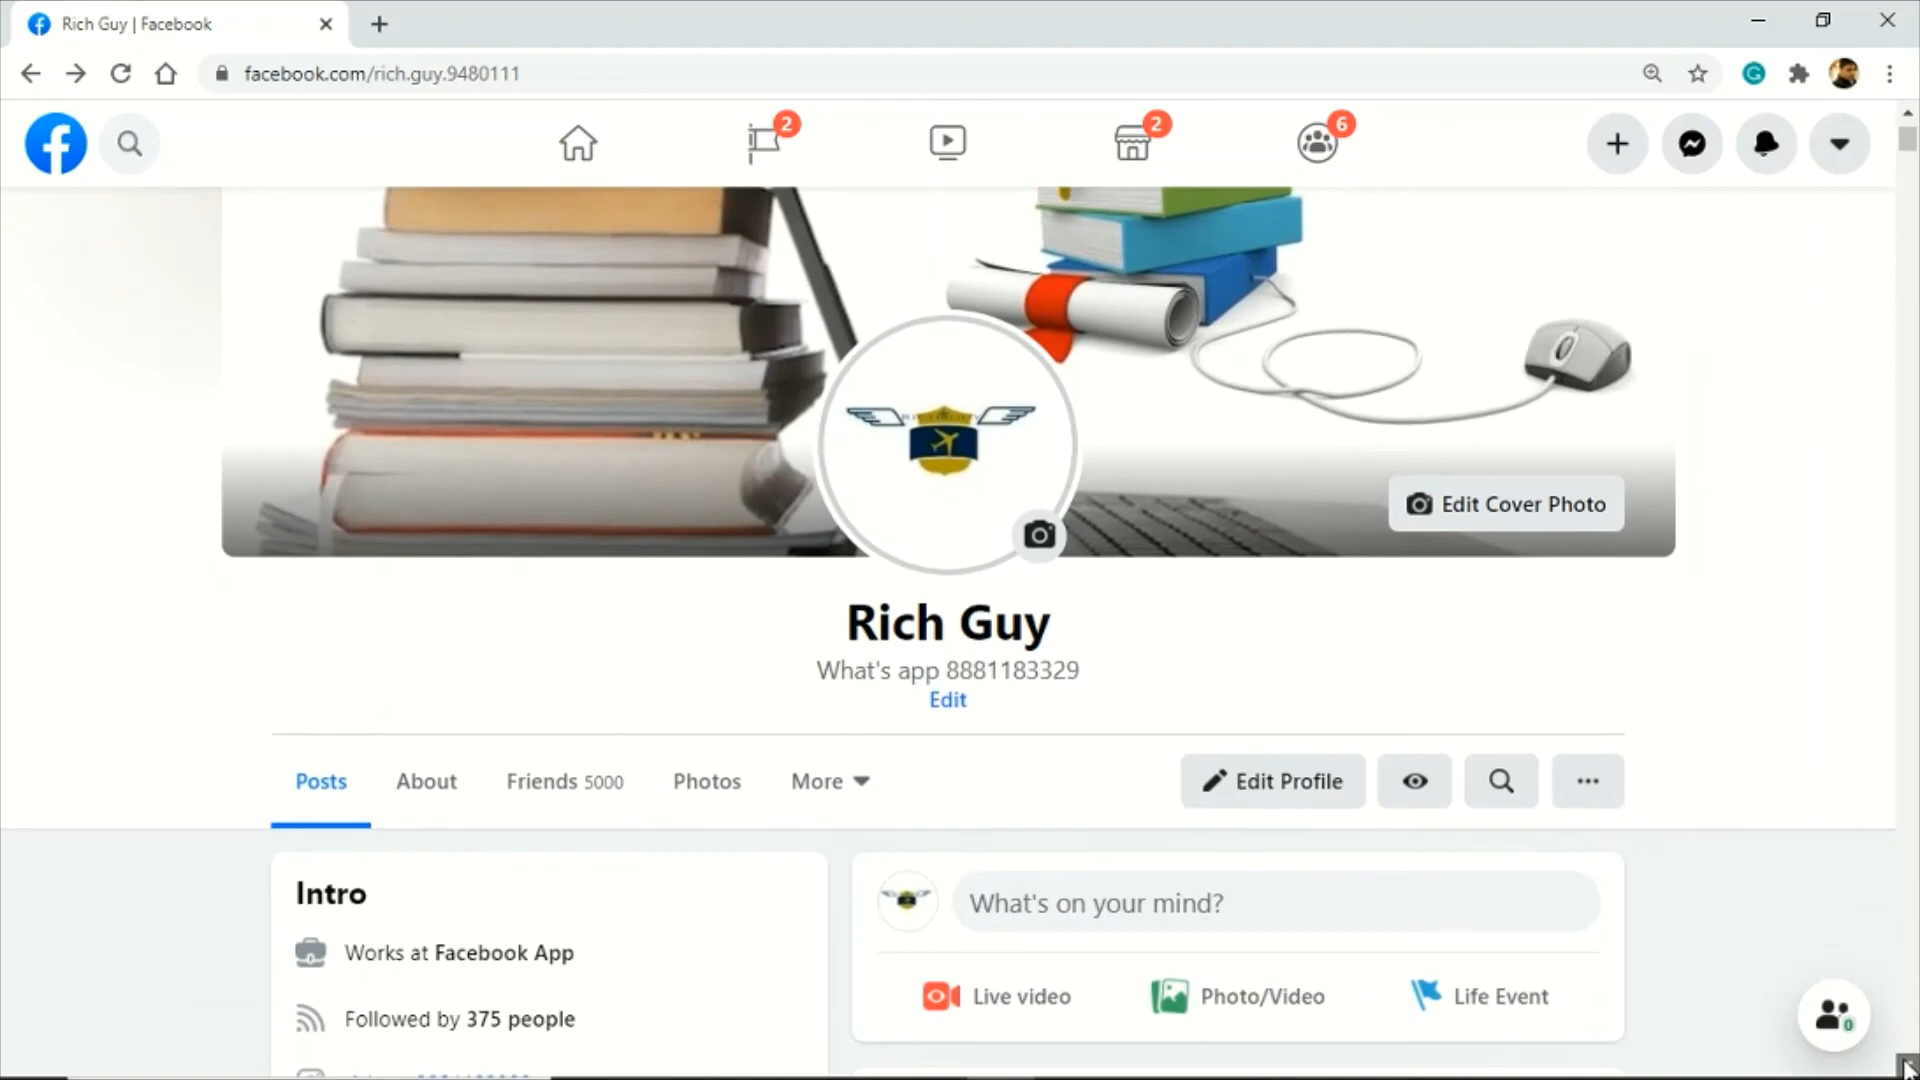 Rich Guy | Facebook
facebook.com/rich.guy.9480111
2
2
6
Edit Cover Photo
Rich Guy
What's app 8881183329
Edit
Posts
About
Friends 5000
Photos
More
Edit Profile
Intro
Works at Facebook App
Followed by 375 people
What's on your mind?
Live video
Photo/Video
Life Event
0